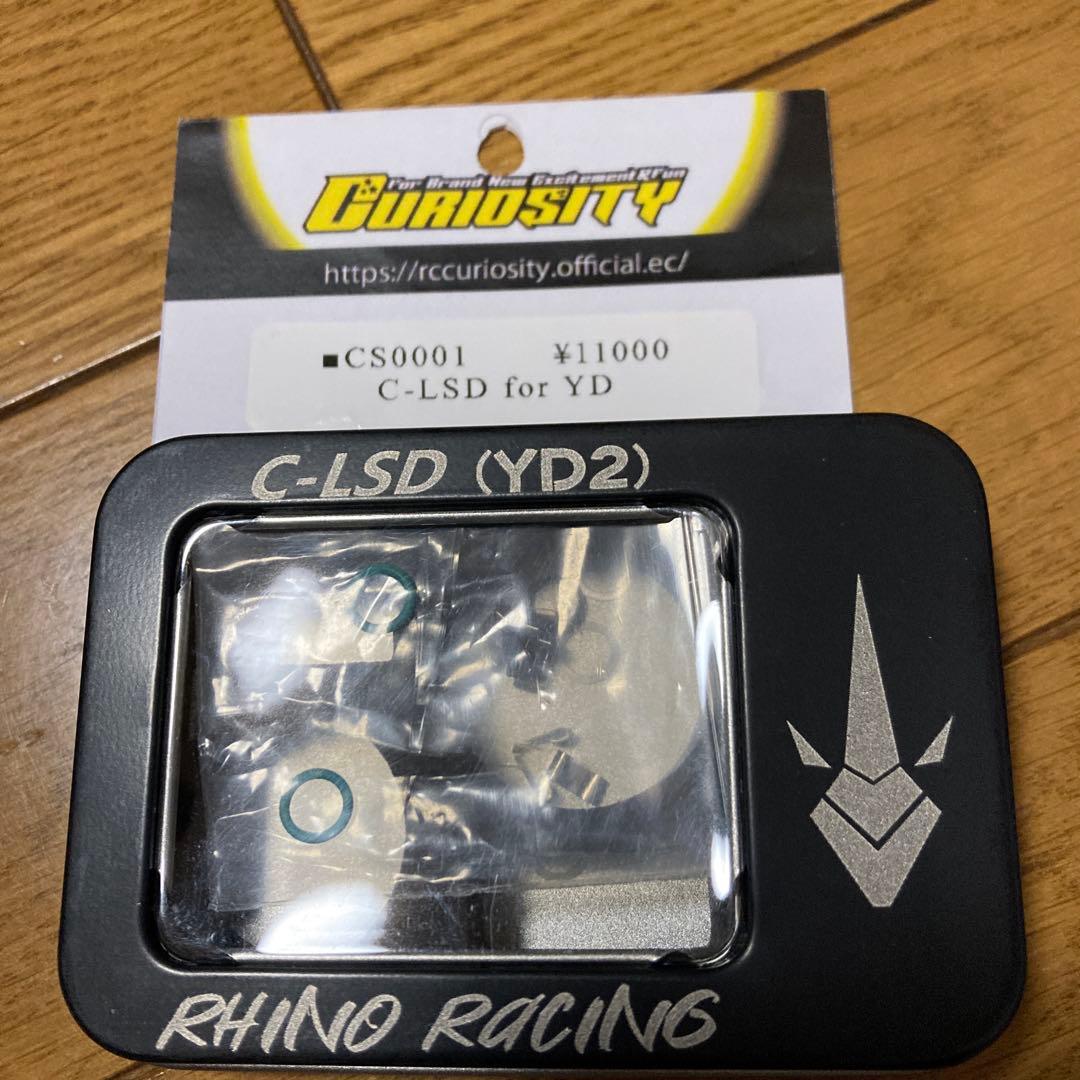 For Brand New Excitement & Fun
CURIOSITY
https://rccuriosity.official.ec/
■CS0001 ¥11000
C-LSD for YD
C-LSD (YD2)
RHINO RACING